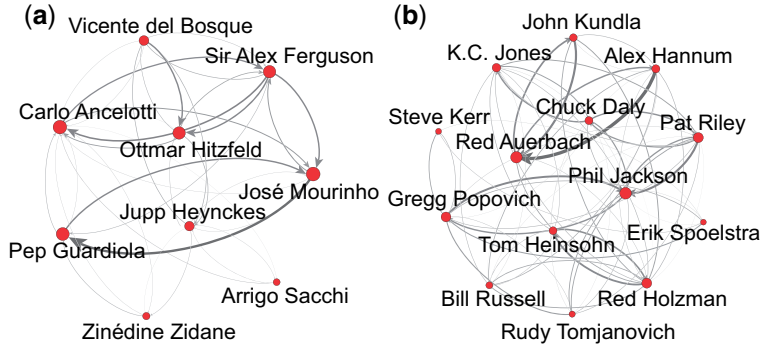 (a)
Vicente del Bosque
Sir Alex Ferguson
Carlo Ancelotti
Ottmar Hitzfeld
José Mourinho
Jupp Heynckes
Pep Guardiola
Arrigo Sacchi
Zinédine Zidane
(b)
John Kundla
K.C. Jones
Alex Hannum
Steve Kerr
Chuck Daly
Pat Riley
Red Auerbach
Phil Jackson
Gregg Popovich
Erik Spoelstra
Tom Heinsohn
Bill Russell
Red Holzman
Rudy Tomjanovich